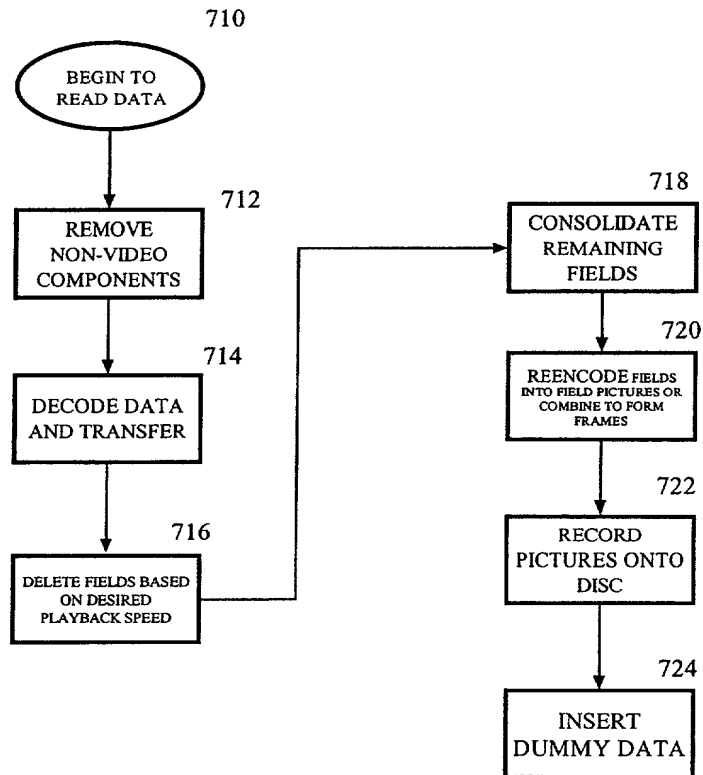 710
BEGIN TO
READ DATA
712
REMOVE
NON-VIDEO
COMPONENTS
714
DECODE DATA
AND TRANSFER
716
DELETE FIELDS BASED
ON DESIRED
PLAYBACK SPEED
718
CONSOLIDATE
REMAINING
FIELDS
720
REENCODE FIELDS
INTO FIELD PICTURES OR
COMBINE TO FORM
FRAMES
722
RECORD
PICTURES ONTO
DISC
724
INSERT
DUMMY DATA